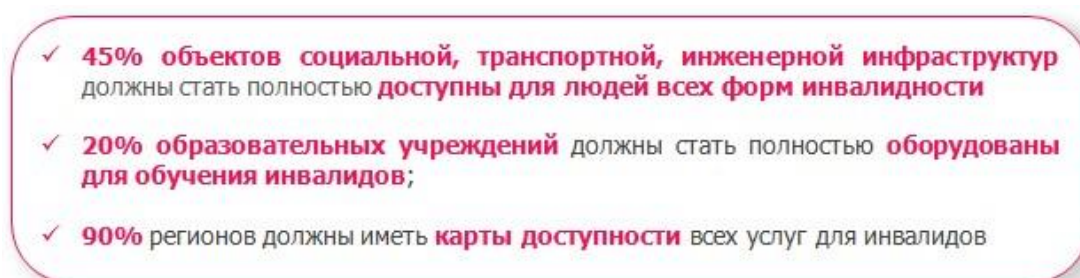 ✓ 45% объектов социальной, транспортной, инженерной инфраструктур
должны стать полностью доступны для людей всех форм инвалидности
✓ 20% образовательных учреждений должны стать полностью оборудованы
для обучения инвалидов;
✓ 90% регионов должны иметь карты доступности всех услуг для инвалидов